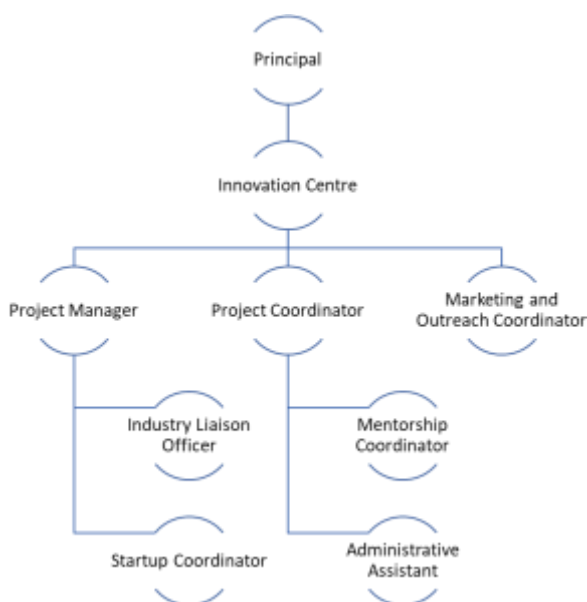 Principal
Innovation Centre
Project Manager
Project Coordinator
Marketing and
Outreach Coordinator
Industry Liaison
Officer
Mentorship
Coordinator
Startup Coordinator
Administrative
Assistant